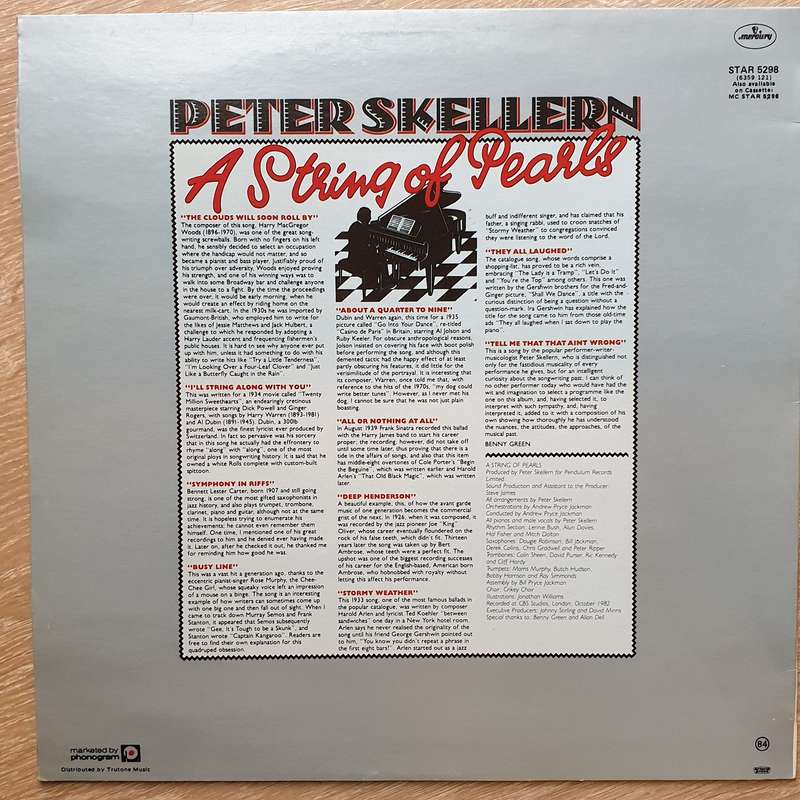 mercury
STAR 5298
(6359 121)
Also available
on Cassette:
MC STAR 5298
PETER SKELLERN
A String of Pearls
"THE CLOUDS WILL SOON ROLL BY"
The composer of this song, Harry MacGregor
Woods (1896-1970), was one of the great song-
writing screwballs. Born with no fingers on his left
hand, he sensibly decided to select an occupation
where the handicap would not matter, and so
became a pianist and bass player. Justifiably proud of
his triumph over adversity, Woods enjoyed proving
his strength, and one of his winning ways was to
walk into some Broadway bar and challenge anyone
in the house to a fight. By the time the proceedings
were over, it would be early morning, when he
would create an effect by riding home on the
nearest milk-cart. In the 1930s he was imported by
Gaumont-British, who employed him to write for
the likes of Jessie Matthews and Jack Hulbert, a
challenge to which he responded by adopting a
Harry Lauder accent and frequenting fishermen's
public houses. It is hard to see why anyone ever put
up with him, unless it had something to do with his
ability to write hits like "Try a Little Tenderness",
"I'm Looking Over a Four-Leaf Clover" and "Just
Like a Butterfly Caught in the Rain".
"I'LL STRING ALONG WITH YOU"
This was written for a 1934 movie called "Twenty
Million Sweethearts", an endearingly cretinous
masterpiece starring Dick Powell and Ginger
Rogers, with songs by Harry Warren (1893-1981)
and Al Dubin (1891-1945). Dubin, a 300lb
gourmand, was the finest lyricist ever produced by
Switzerland. In fact so pervasive was his sorcery
that in this song he actually had the effrontery to
rhyme "along" with "along", one of the most
original ploys in songwriting history. It is said that he
owned a white Rolls complete with custom-built
spittoon.
"SYMPHONY IN RIFFS"
Bennett Lester Carter, born 1907 and still going
strong, is one of the most gifted saxophonists in
jazz history, and also plays trumpet, trombone,
clarinet, piano and guitar, although not at the same
time. It is hopeless trying to enumerate his
achievements; he cannot even remember them
himself. One time, I mentioned one of his great
recordings to him and he denied ever having made
it. Later on, after he checked it out, he thanked me
for reminding him how good he was.
"BUSY LINE"
This was a vast hit a generation ago, thanks to the
eccentric pianist-singer Rose Murphy, the Chee-
Chee Girl, whose squeaky voice left an impression
of a mouse on a binge. The song is an interesting
example of how writers can sometimes come up
with one big one and then fall out of sight. When I
came to track down Murray Semos and Frank
Stanton, it appeared that Semos subsequently
wrote "Gee, It's Tough to be a Skunk", and
Stanton wrote "Captain Kangaroo". Readers are
free to find their own explanation for this
quadruped obsession.
"ABOUT A QUARTER TO NINE"
Dubin and Warren again, this time for a 1935
picture called "Go Into Your Dance", re-titled
"Casino de Paris" in Britain, starring Al Jolson and
Ruby Keeler. For obscure anthropological reasons,
Jolson insisted on covering his face with boot polish
before performing the song, and although this
demented tactic had the happy effect of at least
partly obscuring his features, it did little for the
verisimilitude of the portrayal. It is interesting that
its composer, Warren, once told me that, with
reference to the hits of the 1970s, "my dog could
write better tunes". However, as I never met his
dog, I cannot be sure that he was not just plain
boasting.
"ALL OR NOTHING AT ALL"
In August 1939 Frank Sinatra recorded this ballad
with the Harry James band to start his career
proper; the recording, however, did not take off
until some time later, thus proving that there is a
tide in the affairs of songs, and also that this item
has middle-eight overtones of Cole Porter's "Begin
the Beguine", which was written earlier and Harold
Arlen's "That Old Black Magic", which was written
later.
"DEEP HENDERSON"
A beautiful example, this, of how the avant garde
music of one generation becomes the commercial
grist of the next. In 1926, when it was composed, it
was recorded by the jazz pioneer Joe "King"
Oliver, whose career eventually foundered on the
rock of his false teeth, which didn't fit. Thirteen
years later the song was taken up by Bert
Ambrose, whose teeth were a perfect fit. The
upshot was one of the biggest recording successes
of his career for the English-based, American born
Ambrose, who hobnobbed with royalty without
letting this affect his performance.
"STORMY WEATHER"
This 1933 song, one of the most famous ballads in
the popular catalogue, was written by composer
Harold Arlen and lyricist Ted Koehler "between
sandwiches" one day in a New York hotel room.
Arlen says he never realised the originality of the
song until his friend George Gershwin pointed out
to him, "You know you didn't repeat a phrase in
the first eight bars!". Arlen started out as a jazz
buff and indifferent singer, and has claimed that his
father, a singing rabbi, used to croon snatches of
"Stormy Weather" to congregations convinced
they were listening to the word of the Lord.
"THEY ALL LAUGHED"
The catalogue song, whose words comprise a
shopping-list, has proved to be a rich vein,
embracing "The Lady is a Tramp", "Let's Do it"
and "You're the Top" among others. This one was
written by the Gershwin brothers for the Fred-and-
Ginger picture, "Shall We Dance", a title with the
curious distinction of being a question without a
question-mark. Ira Gershwin has explained how the
title for the song came to him from those old-time
ads "They all laughed when I sat down to play the
piano".
"TELL ME THAT THAT AINT WRONG"
This is a song by the popular performer-writer-
musicologist Peter Skellern, who is distinguished not
only for the fastidious musicality of every
performance he gives, but for an intelligent
curiosity about the songwriting past. I can think of
no other performer today who would have had the
wit and imagination to select a programme like the
one on this album, and, having selected it, to
interpret with such sympathy, and, having
interpreted it, added to it with a composition of his
own showing how thoroughly he has understood
the nuances, the attitudes, the approaches, of the
musical past.
BENNY GREEN
A STRING OF PEARLS
Produced by Peter Skellern for Pendulum Records
Limited
Sound Production and Assistant to the Producer:
Steve James
All arrangements by Peter Skellern
Orchestrations by Andrew Pryce Jackman
Conducted by Andrew Pryce Jackman
All pianos and male vocals by Peter Skellern
Rhythm Section: Lennie Bush, Alun Davies,
Hal Fisher and Mitch Dalton
Saxophones: Dougie Robinson, Bill Jackman,
Derek Collins, Chris Gradwell and Peter Ripper
Trombones: Colin Sheen, David Purser, Ric Kennedy
and Cliff Hardy
Trumpets: Morris Murphy, Butch Hudson,
Bobby Harrison and Ray Simmonds
Assembly by Bill Pryce Jackman
Choir: Crikey Choir
Illustrations: Jonathan Williams
Recorded at CBS Studios, London: October 1982
Executive Producers: Johnny Stirling and David Minns
Special thanks to: Benny Green and Allan Dell
marketed by
phonogram
Distributed by Trutone Music
84